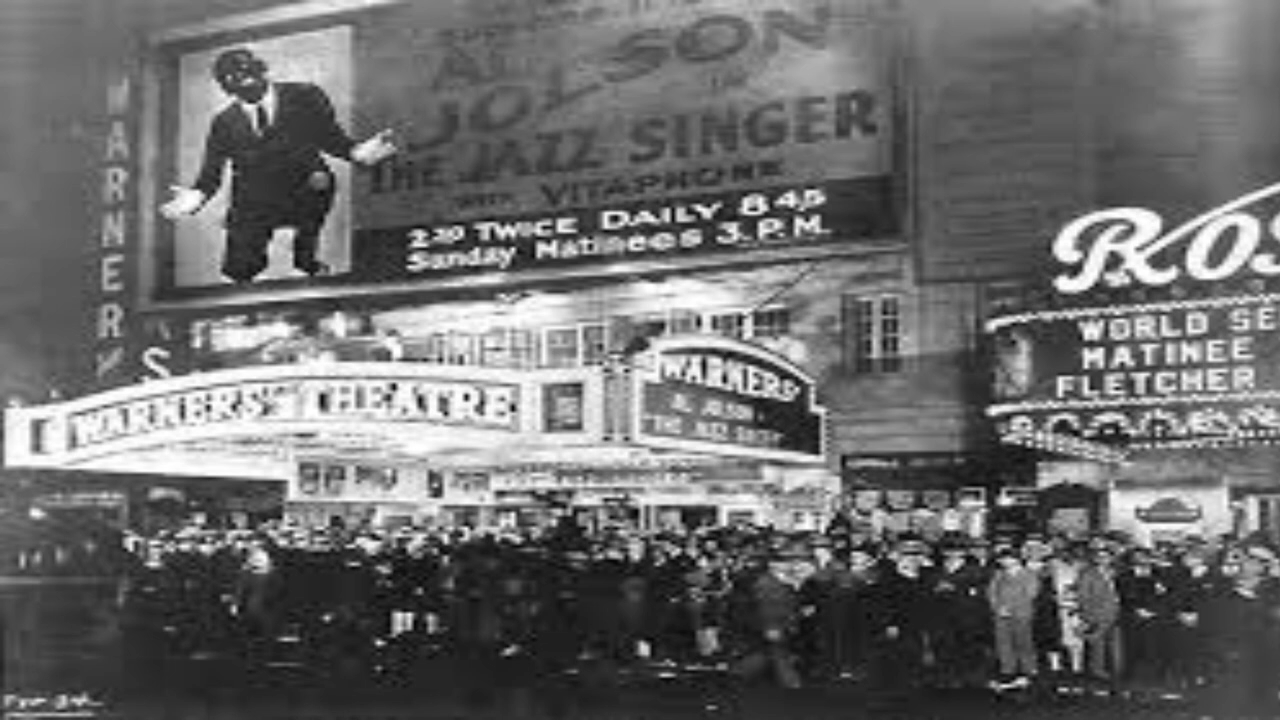 WARNERS'
AL
JOLSON
IN
THE JAZZ SINGER
WITH VITAPHONE
2.30 TWICE DAILY 8 45
Sunday Matinees 3. P. M.
WARNERS' THEATRE
WARNERS'
AL JOLSON
"THE JAZZ SINGER"
ROS
WORLD SE
MATINEE
FLETCHER